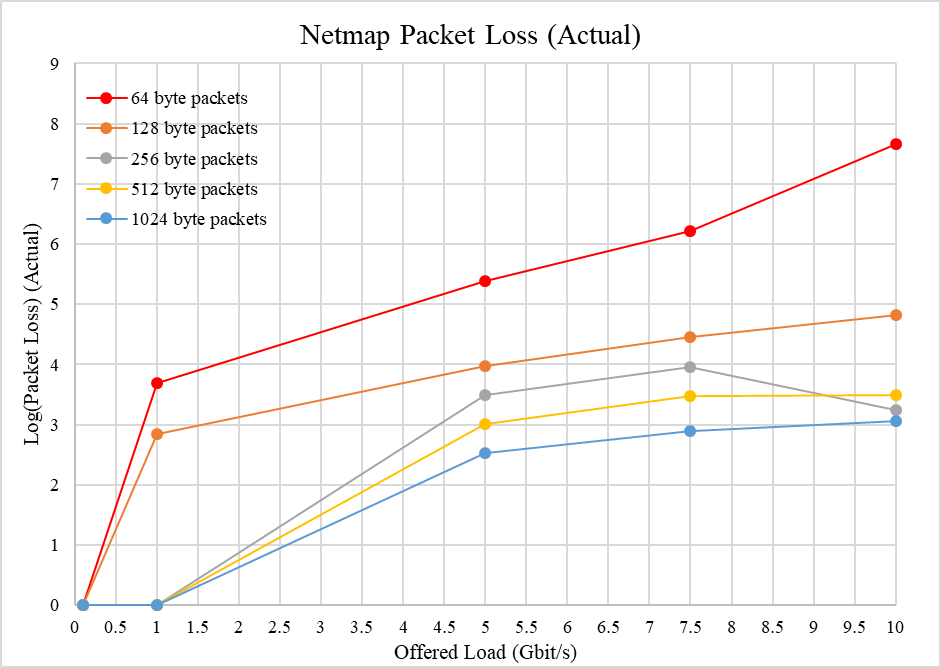 Netmap Packet Loss (Actual)
9
8
7
6
5
4
3
2
1
0
Log(Packet Loss) (Actual)
64 byte packets
128 byte packets
256 byte packets
512 byte packets
1024 byte packets
0 0.5 1 1.5 2 2.5 3 3.5 4 4.5 5 5.5 6 6.5 7 7.5 8 8.5 9 9.5 10
Offered Load (Gbit/s)